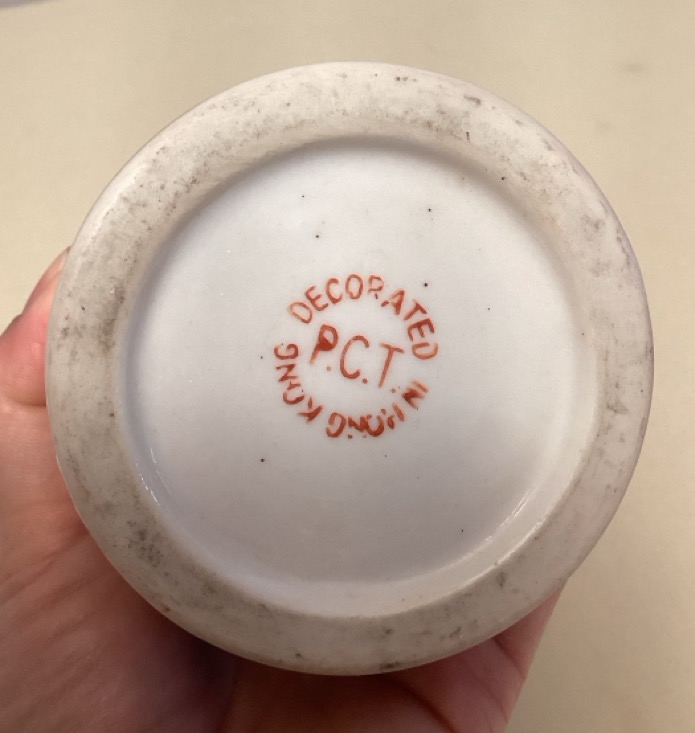 DECORATED IN HONG KONG
P.C.T.